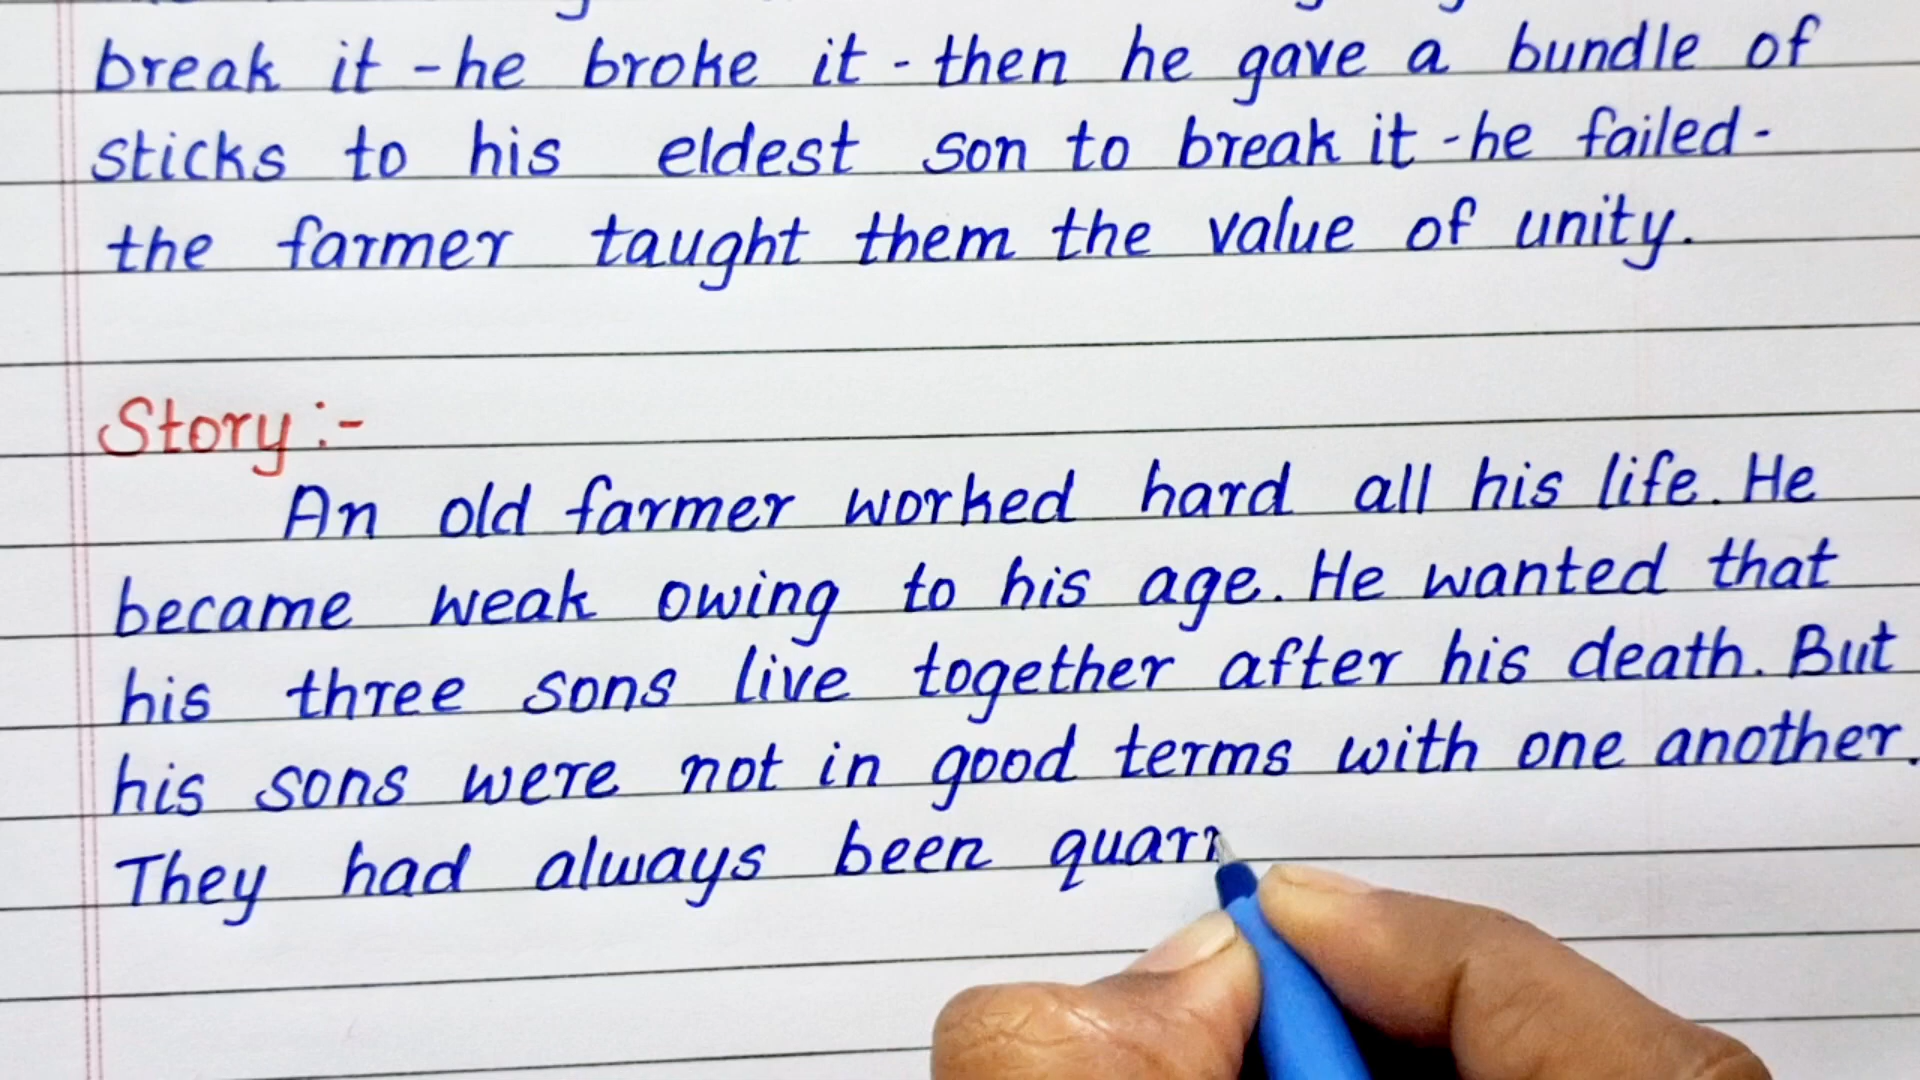 break it - he broke it - then he gave a bundle of
sticks to his eldest son to break it - he failed -
the farmer taught them the value of unity.
Story :-
An old farmer worked hard all his life. He
became weak owing to his age. He wanted that
his three sons live together after his death. But
his sons were not in good terms with one another.
They had always been quarr